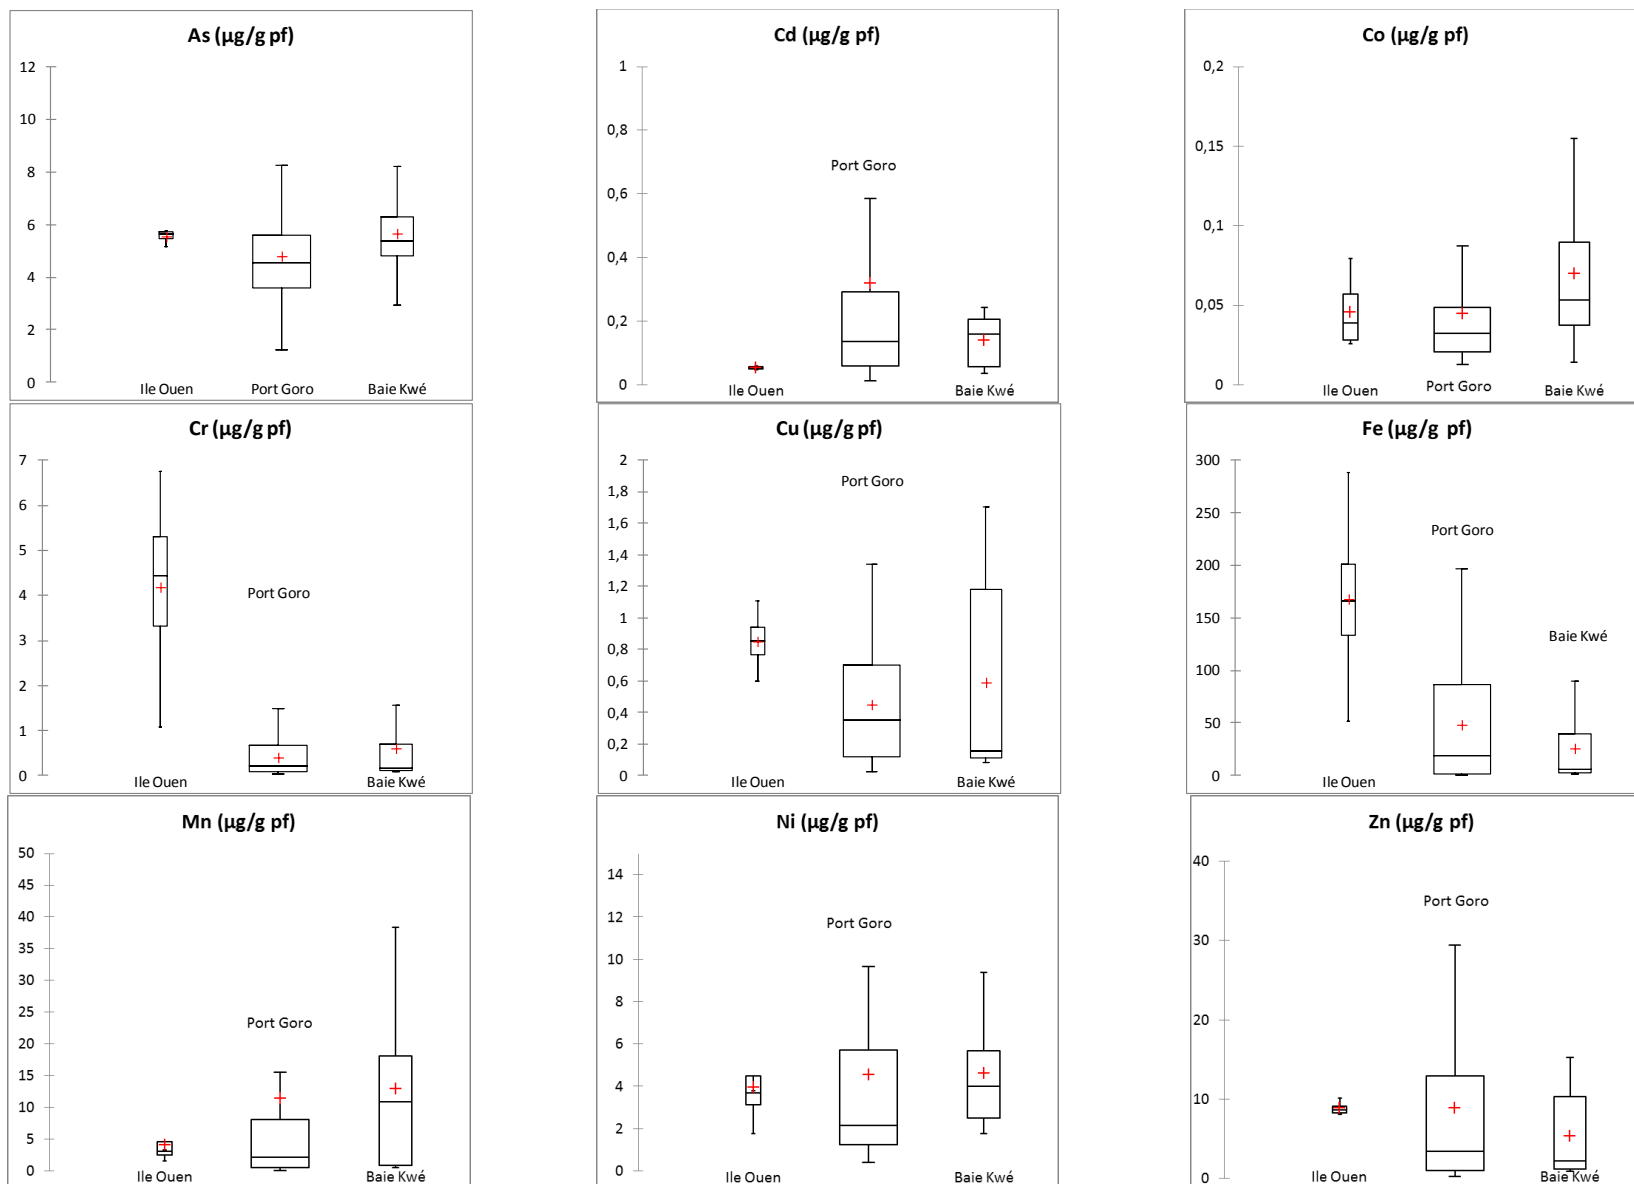 As (µg/g pf)
12
10
8
6
4
2
0
Ile Ouen
Port Goro
Baie Kwé
Cd (µg/g pf)
1
0,8
0,6
0,4
0,2
0
Port Goro
Ile Ouen
Baie Kwé
Co (µg/g pf)
0,2
0,15
0,1
0,05
0
Ile Ouen
Port Goro
Baie Kwé
Cr (µg/g pf)
7
6
5
4
3
2
1
0
Port Goro
Ile Ouen
Baie Kwé
Cu (µg/g pf)
2
1,8
1,6
1,4
1,2
1
0,8
0,6
0,4
0,2
0
Port Goro
Ile Ouen
Baie Kwé
Fe (µg/g pf)
300
250
200
150
100
50
0
Port Goro
Baie Kwé
Ile Ouen
Mn (µg/g pf)
50
45
40
35
30
25
20
15
10
5
0
Port Goro
Ile Ouen
Baie Kwé
Ni (µg/g pf)
14
12
10
8
6
4
2
0
Port Goro
Ile Ouen
Baie Kwé
Zn (µg/g pf)
40
30
20
10
0
Port Goro
Ile Ouen
Baie Kwé